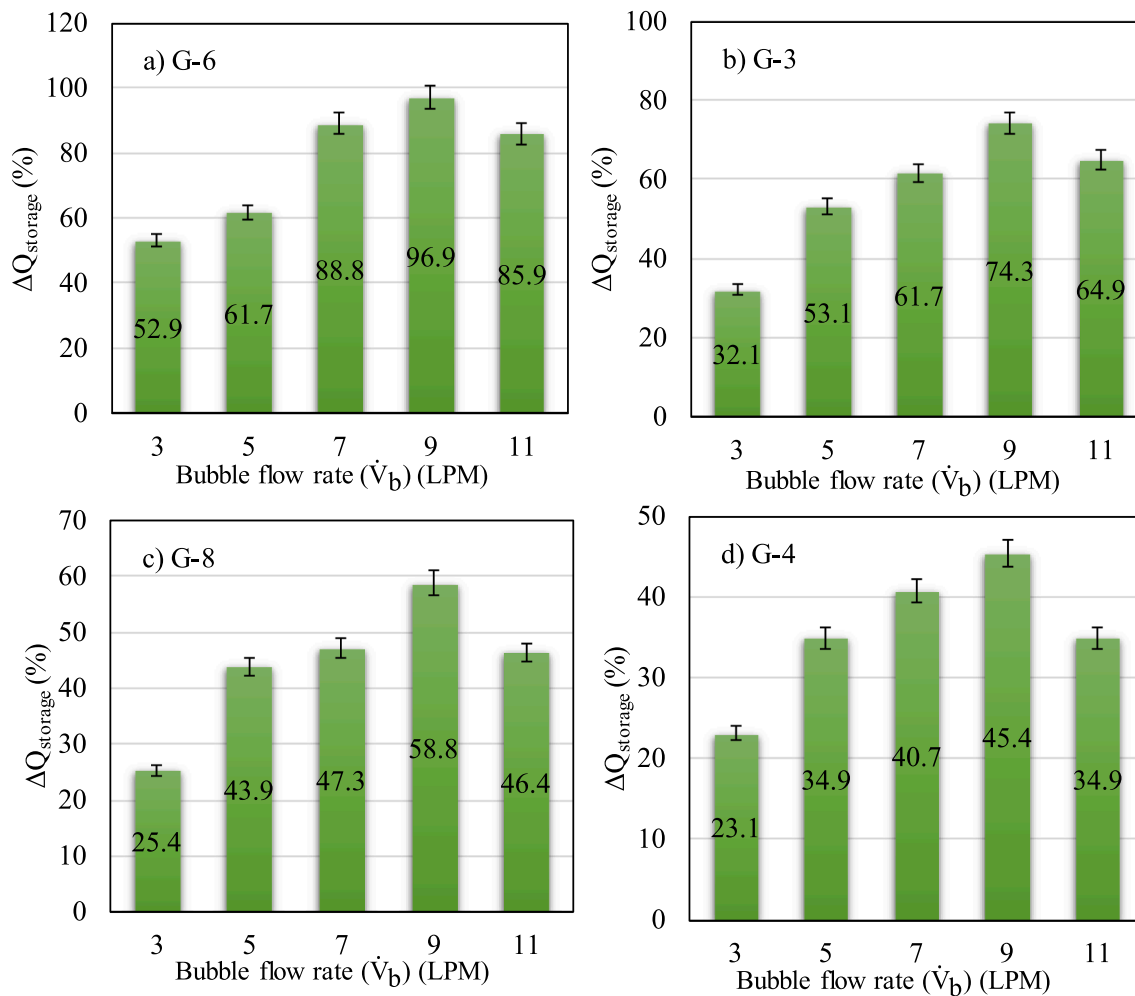 a) G-6
120
100
80
60
40
20
0
ΔQstorage (%)
52.9
61.7
88.8
96.9
85.9
3 5 7 9 11
Bubble flow rate (V̇b) (LPM)
b) G-3
100
80
60
40
20
0
ΔQstorage (%)
32.1
53.1
61.7
74.3
64.9
3 5 7 9 11
Bubble flow rate (V̇b) (LPM)
c) G-8
70
60
50
40
30
20
10
0
ΔQstorage (%)
25.4
43.9
47.3
58.8
46.4
3 5 7 9 11
Bubble flow rate (V̇b) (LPM)
d) G-4
50
40
30
20
10
0
ΔQstorage (%)
23.1
34.9
40.7
45.4
34.9
3 5 7 9 11
Bubble flow rate (V̇b) (LPM)